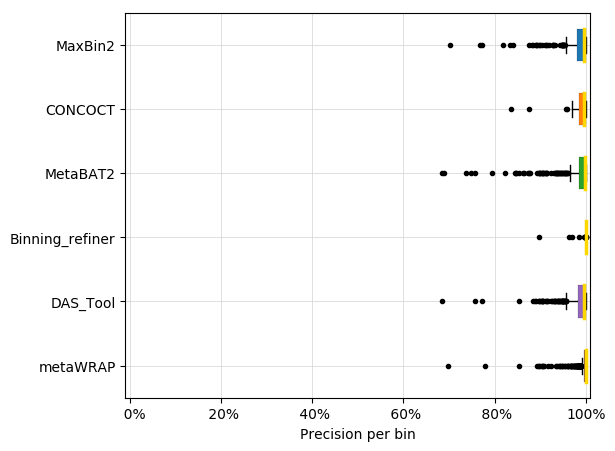 MaxBin2
CONCOCT
MetaBAT2
Binning_refiner
DAS_Tool
metaWRAP
0% 20% 40% 60% 80% 100%
Precision per bin